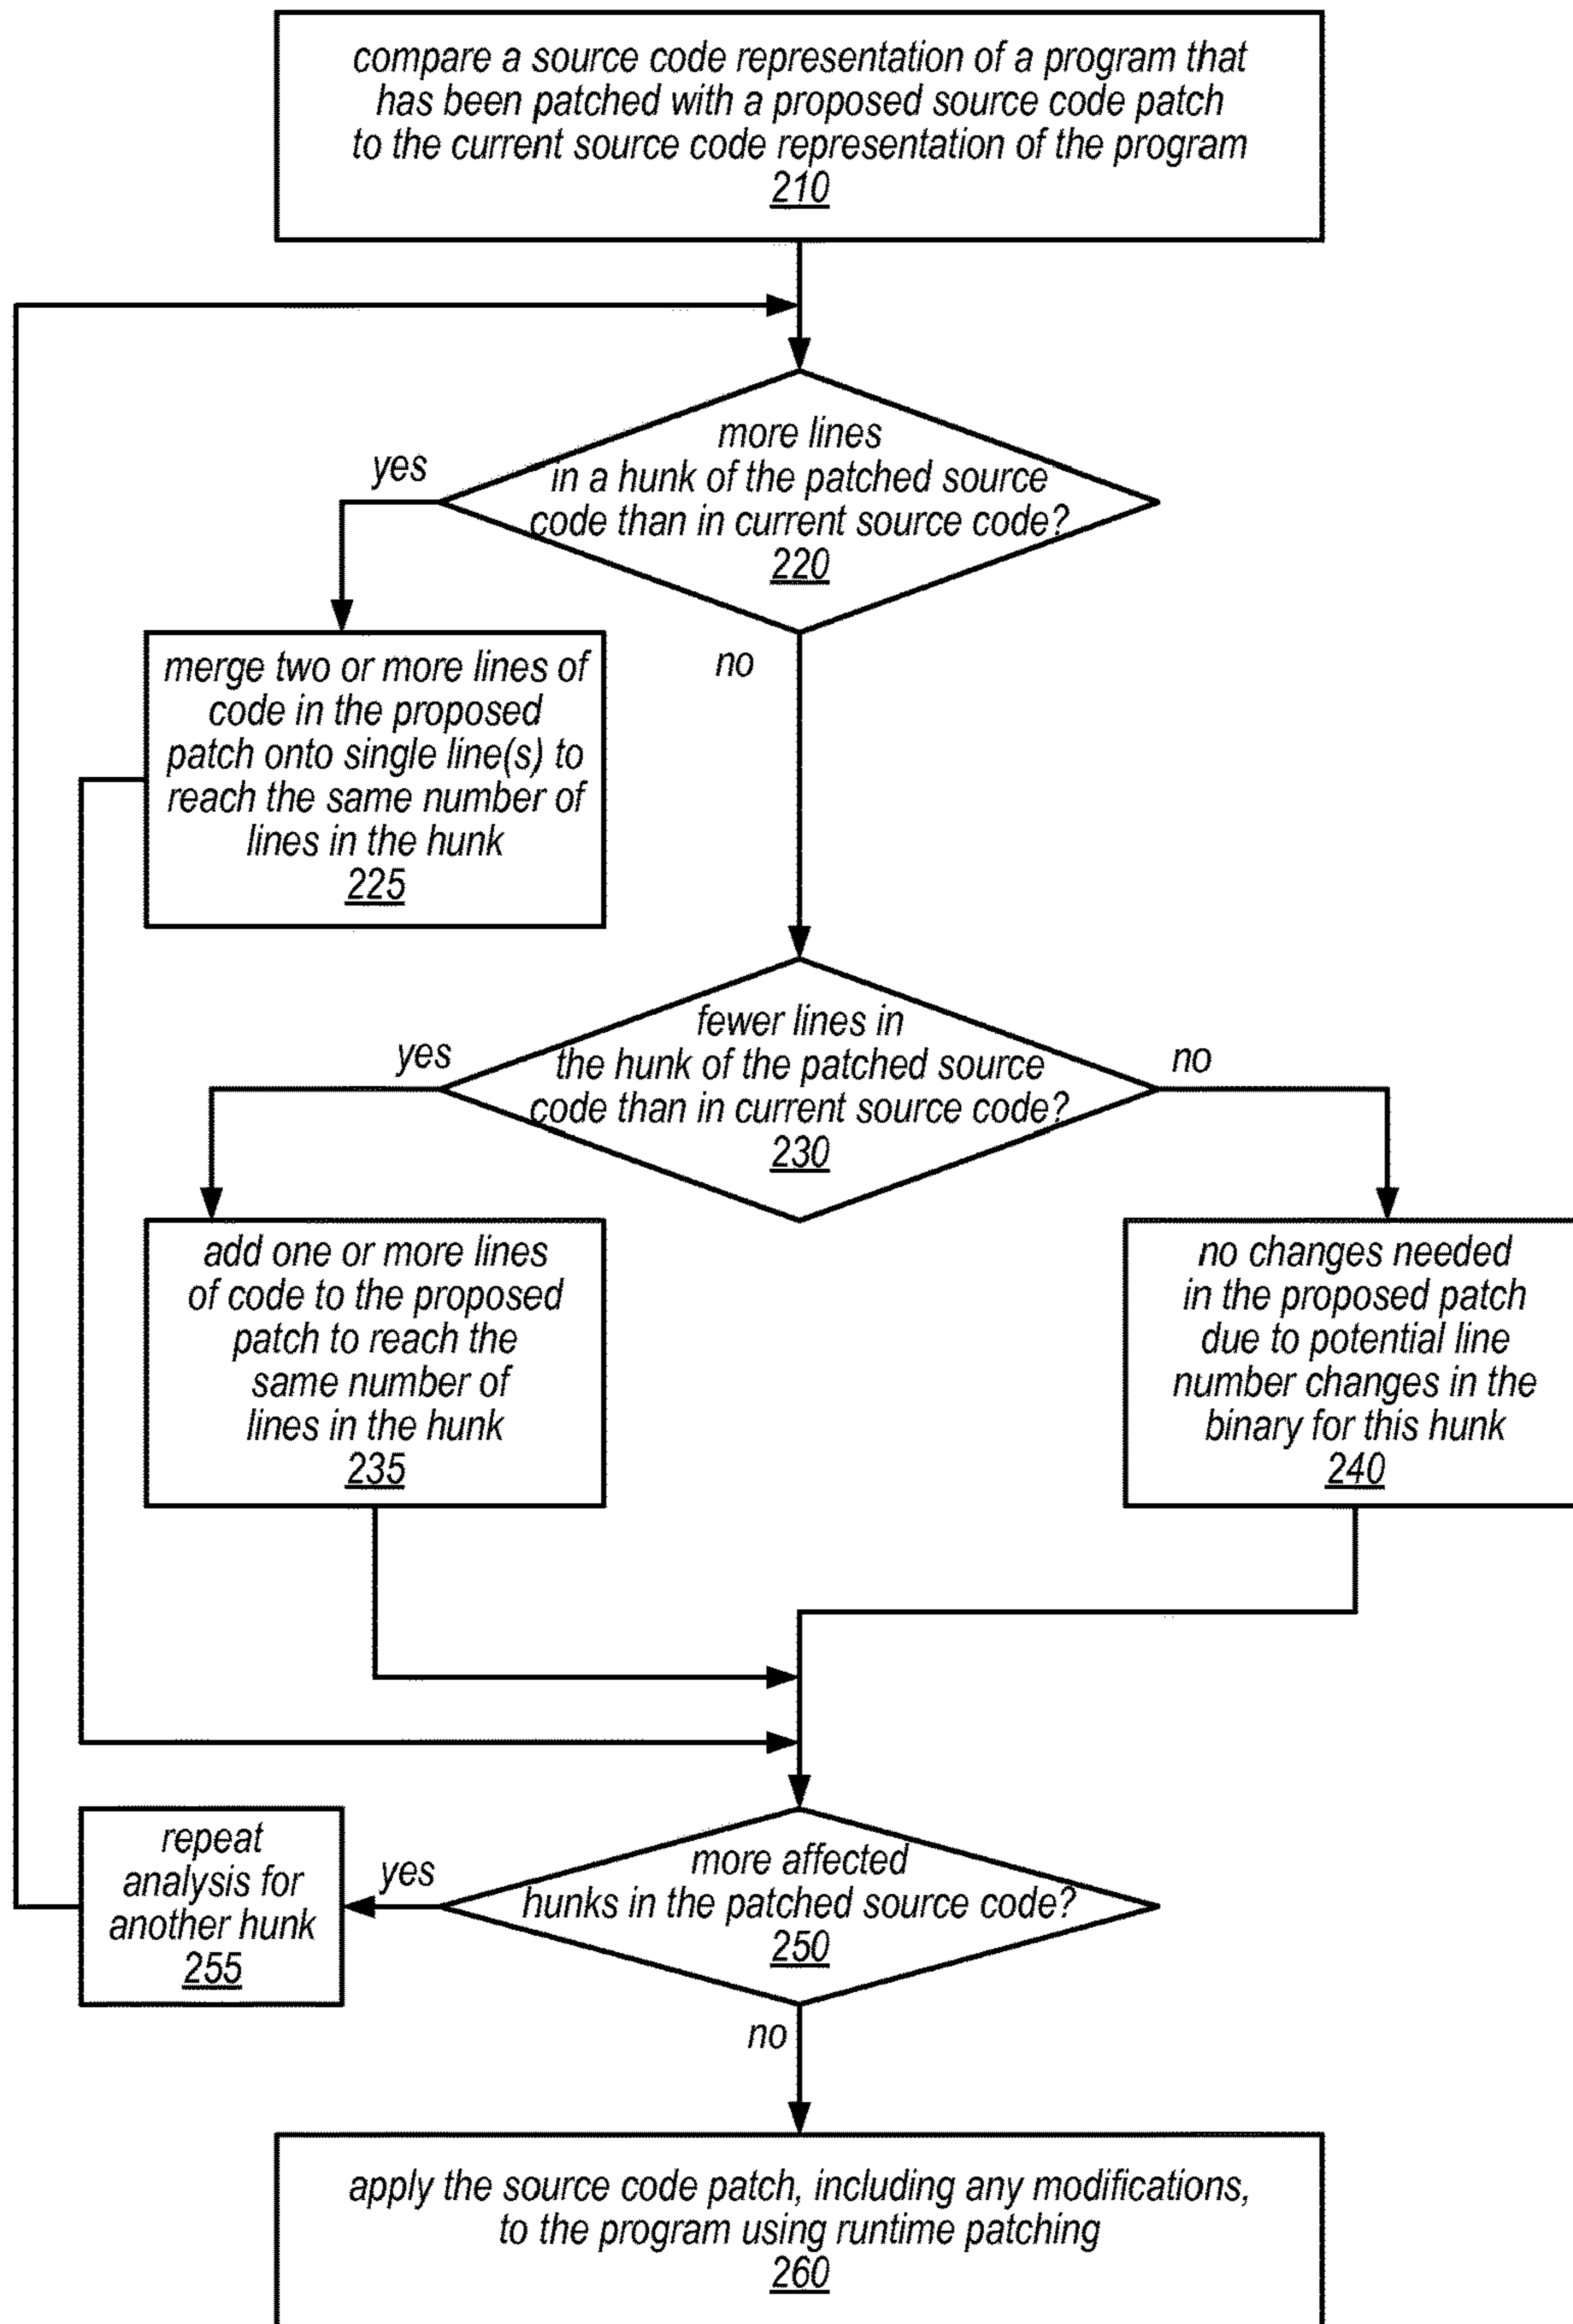 compare a source code representation of a program that
has been patched with a proposed source code patch
to the current source code representation of the program
210
more lines
in a hunk of the patched source
code than in current source code?
220
yes
no
merge two or more lines of
code in the proposed
patch onto single line(s) to
reach the same number of
lines in the hunk
225
fewer lines in
the hunk of the patched source
code than in current source code?
230
yes
no
add one or more lines
of code to the proposed
patch to reach the
same number of
lines in the hunk
235
no changes needed
in the proposed patch
due to potential line
number changes in the
binary for this hunk
240
more affected
hunks in the patched source code?
250
yes
no
repeat
analysis for
another hunk
255
apply the source code patch, including any modifications,
to the program using runtime patching
260